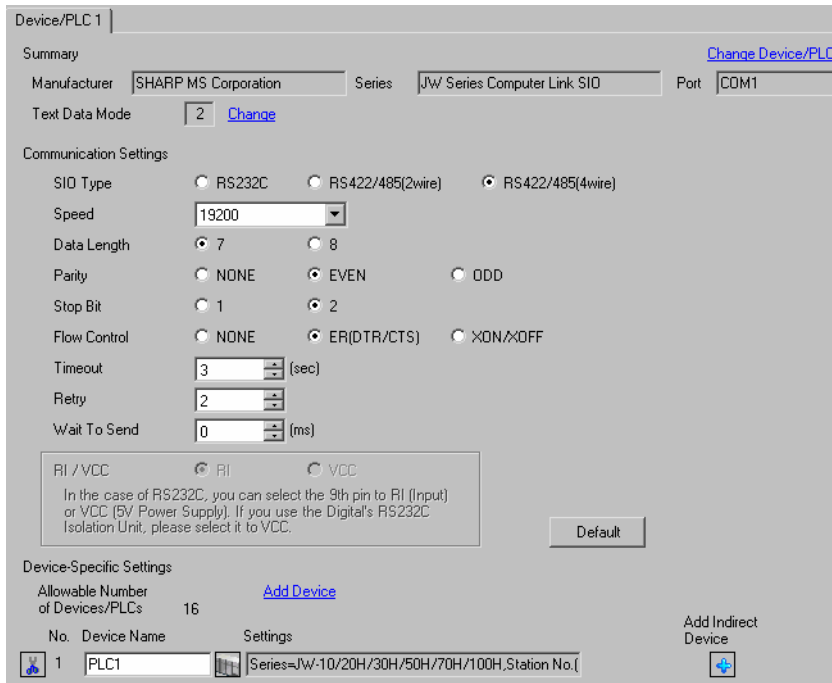 Device/PLC 1
Summary
Change Device/PLC
Manufacturer SHARP MS Corporation Series JW Series Computer Link SIO Port COM1
Text Data Mode 2 Change
Communication Settings
SIO Type RS232C RS422/485(2wire) RS422/485(4wire)
Speed 19200
Data Length 7 8
Parity NONE EVEN ODD
Stop Bit 1 2
Flow Control NONE ER(DTR/CTS) XON/XOFF
Timeout 3 (sec)
Retry 2
Wait To Send 0 (ms)
RI / VCC RI VCC
In the case of RS232C, you can select the 9th pin to RI (Input)
or VCC (5V Power Supply). If you use the Digital's RS232C
Isolation Unit, please select it to VCC.
Default
Device-Specific Settings
Allowable Number
of Devices/PLCs 16 Add Device
Add Indirect
Device
No. Device Name Settings
1 PLC1 Series=JW-10/20H/30H/50H/70H/100H,Station No.(